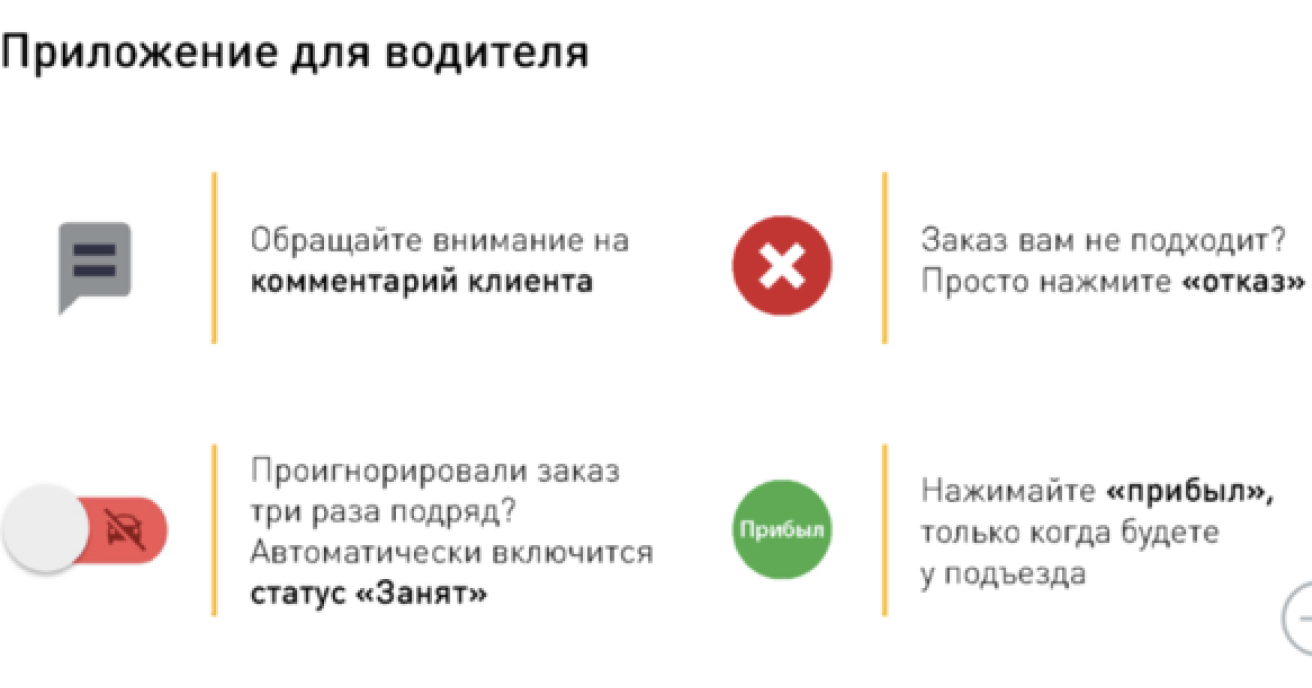 Приложение для водителя
Обращайте внимание на
комментарий клиента
Заказ вам не подходит?
Просто нажмите «отказ»
Проигнорировали заказ
три раза подряд?
Автоматически включится
статус «Занят»
Прибыл
Нажимайте «прибыл»,
только когда будете
у подъезда